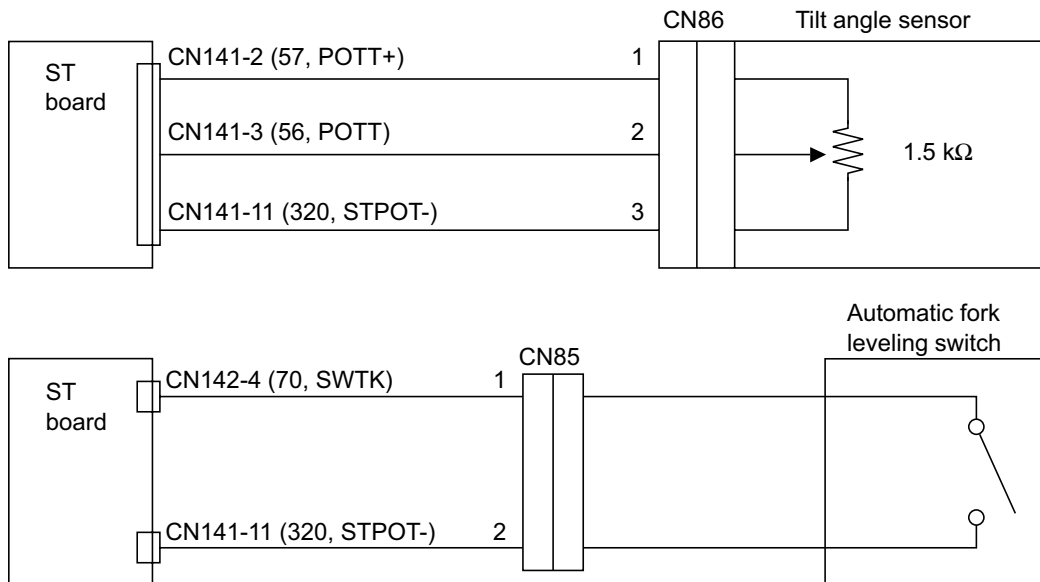 CN86
Tilt angle sensor
ST
board
CN141-2 (57, POTT+)
1
CN141-3 (56, POTT)
2
1.5 kΩ
CN141-11 (320, STPOT-)
3
Automatic fork
leveling switch
CN85
ST
board
CN142-4 (70, SWTK)
1
CN141-11 (320, STPOT-)
2